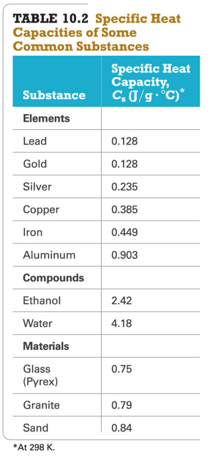 TABLE 10.2 Specific Heat
Capacities of Some
Common Substances
Substance
Specific Heat
Capacity,
Cs (J/g · °C)*
Elements
Lead 0.128
Gold 0.128
Silver 0.235
Copper 0.385
Iron 0.449
Aluminum 0.903
Compounds
Ethanol 2.42
Water 4.18
Materials
Glass 0.75
(Pyrex)
Granite 0.79
Sand 0.84
*At 298 K.